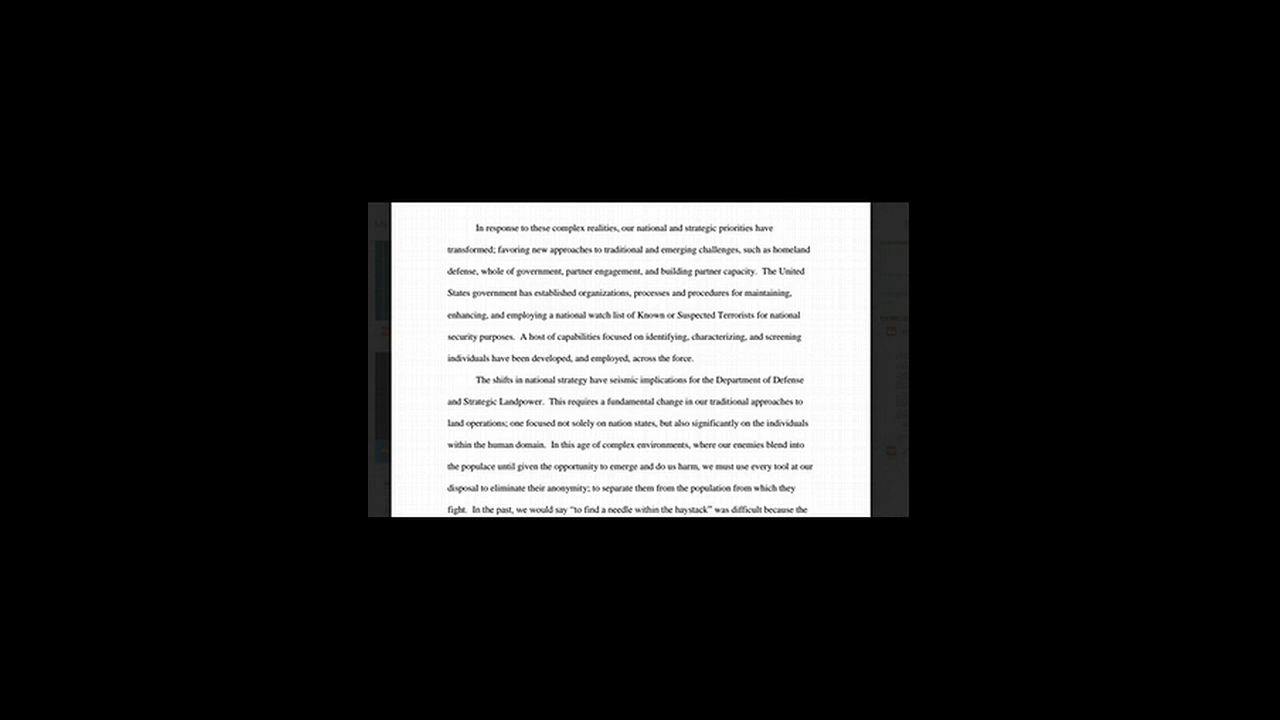 In response to these complex realities, our national and strategic priorities have
transformed; favoring new approaches to traditional and emerging challenges, such as homeland
defense, whole of government, partner engagement, and building partner capacity.  The United
States government has established organizations, processes and procedures for maintaining,
enhancing, and employing a national watch list of Known or Suspected Terrorists for national
security purposes.  A host of capabilities focused on identifying, characterizing, and screening
individuals have been developed, and employed, across the force.
The shifts in national strategy have seismic implications for the Department of Defense
and Strategic Landpower.  This requires a fundamental change in our traditional approaches to
land operations; one focused not solely on nation states, but also significantly on the individuals
within the human domain.  In this age of complex environments, where our enemies blend into
the populace until given the opportunity to emerge and do us harm, we must use every tool at our
disposal to eliminate their anonymity; to separate them from the population from which they
fight.  In the past, we would say “to find a needle within the haystack” was difficult because the